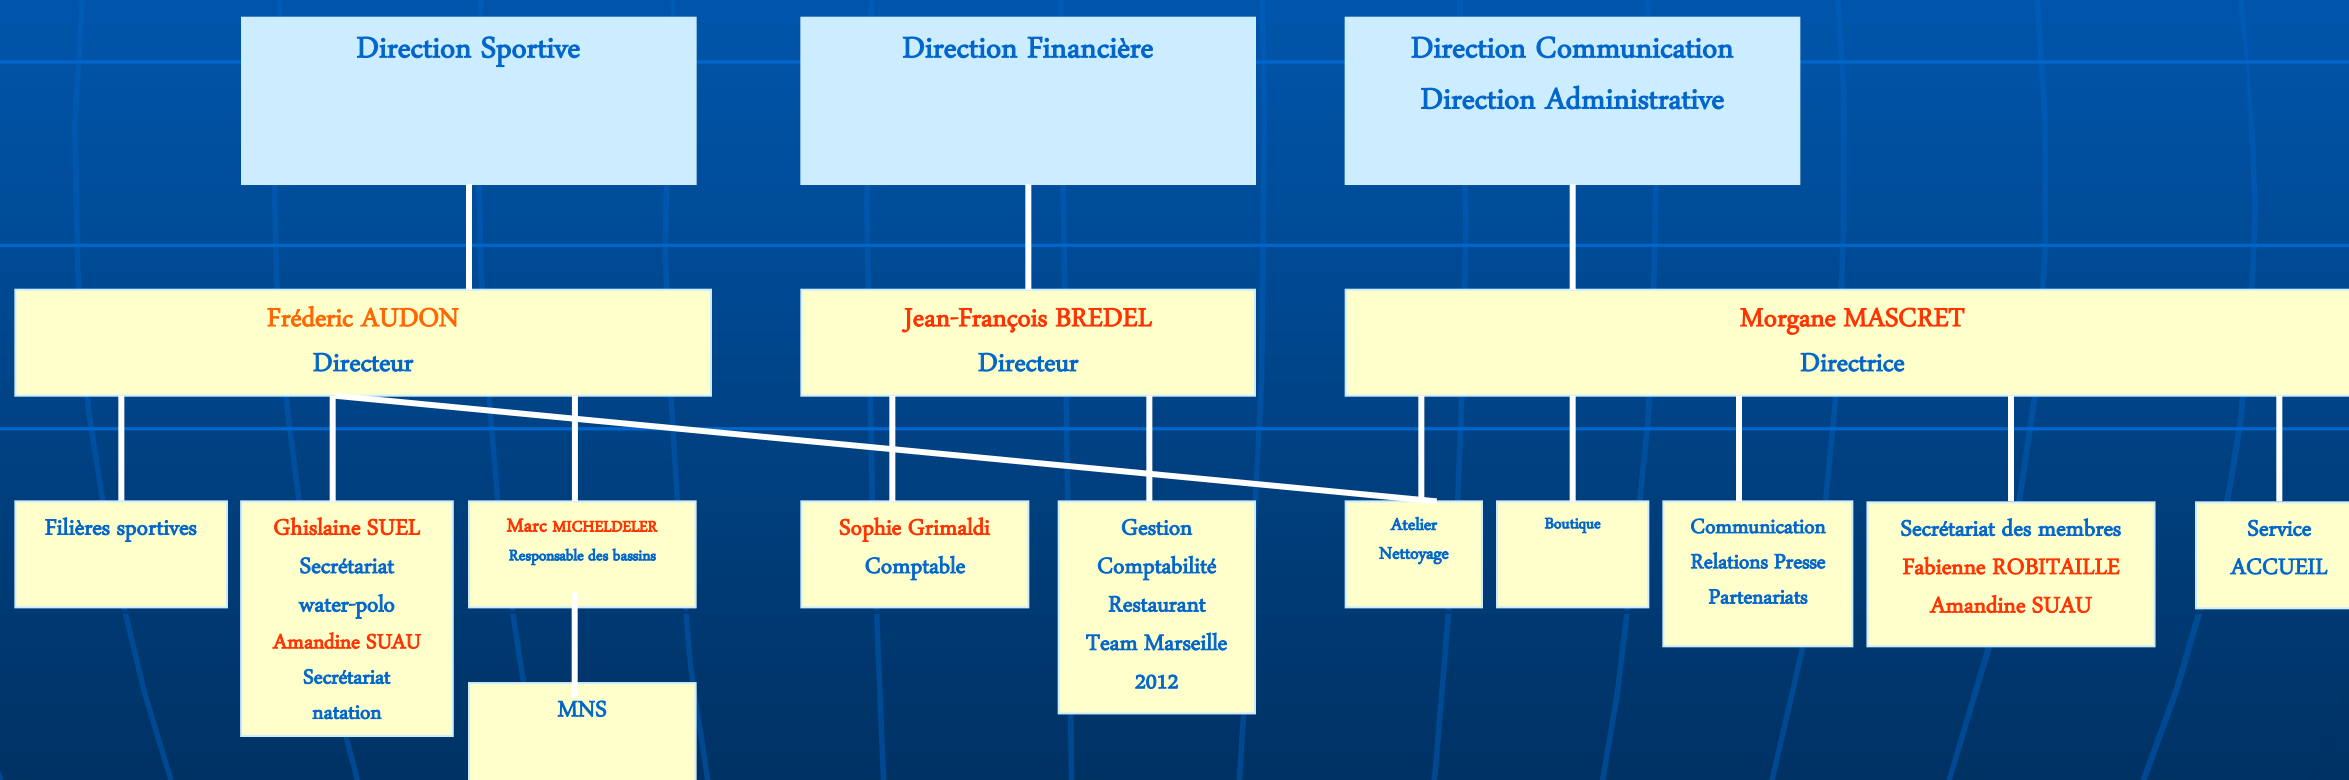 Direction Sportive
Direction Financière
Direction Communication
Direction Administrative
Fréderic AUDON
Directeur
Jean-François BREDEL
Directeur
Morgane MASCRET
Directrice
Filières sportives
Ghislaine SUEL
Secrétariat
water-polo
Amandine SUAU
Secrétariat
natation
Marc MICHELDELER
Responsable des bassins
MNS
Sophie Grimaldi
Comptable
Gestion
Comptabilité
Restaurant
Team Marseille
2012
Atelier
Nettoyage
Boutique
Communication
Relations Presse
Partenariats
Secrétariat des membres
Fabienne ROBITAILLE
Amandine SUAU
Service
ACCUEIL